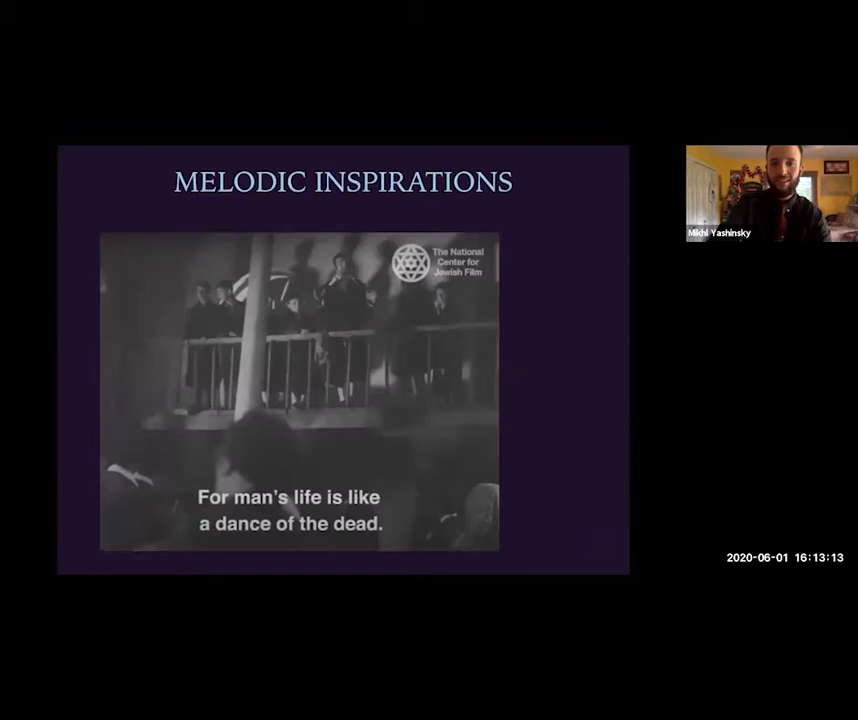 MELODIC INSPIRATIONS
The National
Center for
Jewish Film
Mikhl Yashinsky
For man's life is like
a dance of the dead.
2020-06-01 16:13:13